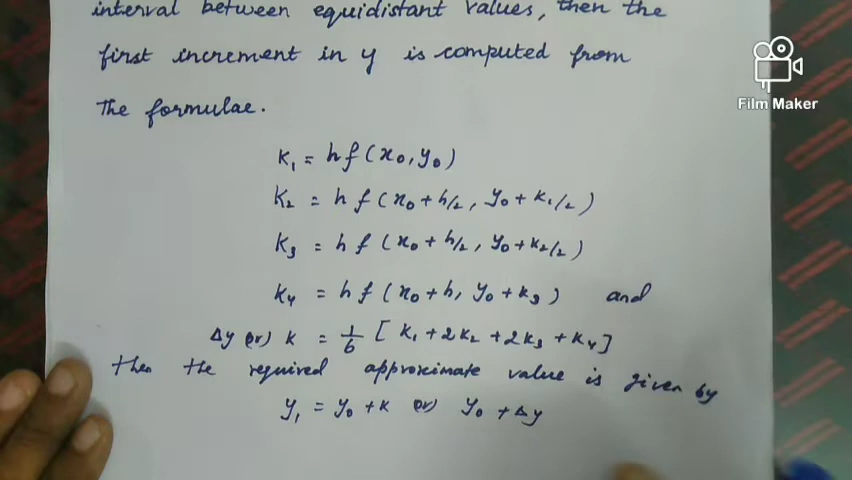 interval between equidistant values, then the
first increment in y is computed from
the formulae.
Film Maker
K₁ = hf(x₀, y₀)
K₂ = hf(x₀+h/2, y₀+K₁/2)
K₃ = hf(x₀+h/2, y₀+K₂/2)
K₄ = hf(x₀+h, y₀+K₃) and
Δy (or) K = 1/6 [K₁+2K₂+2K₃+K₄]
then the required approximate value is given by
y₁ = y₀+K (or) y₀+Δy